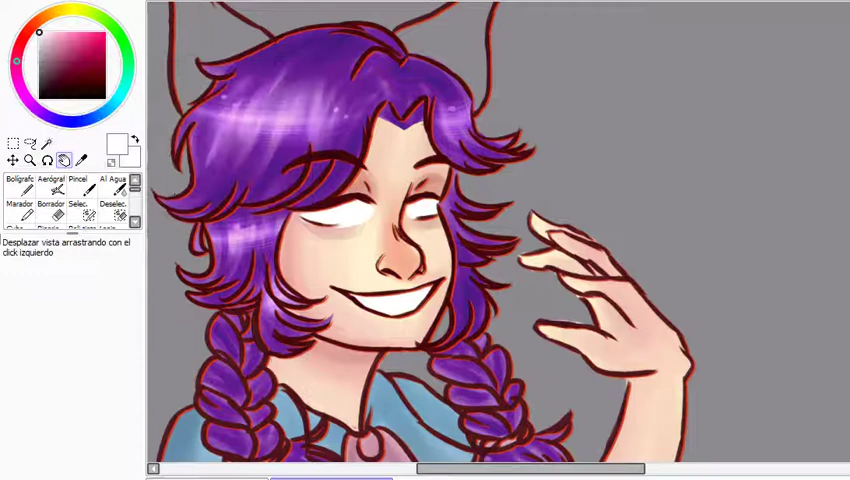 Bolígrafo Aerógraf Pincel Al Agua
Marador Borrador Selec. Deselec.
Desplazar vista arrastrando con el
click izquierdo